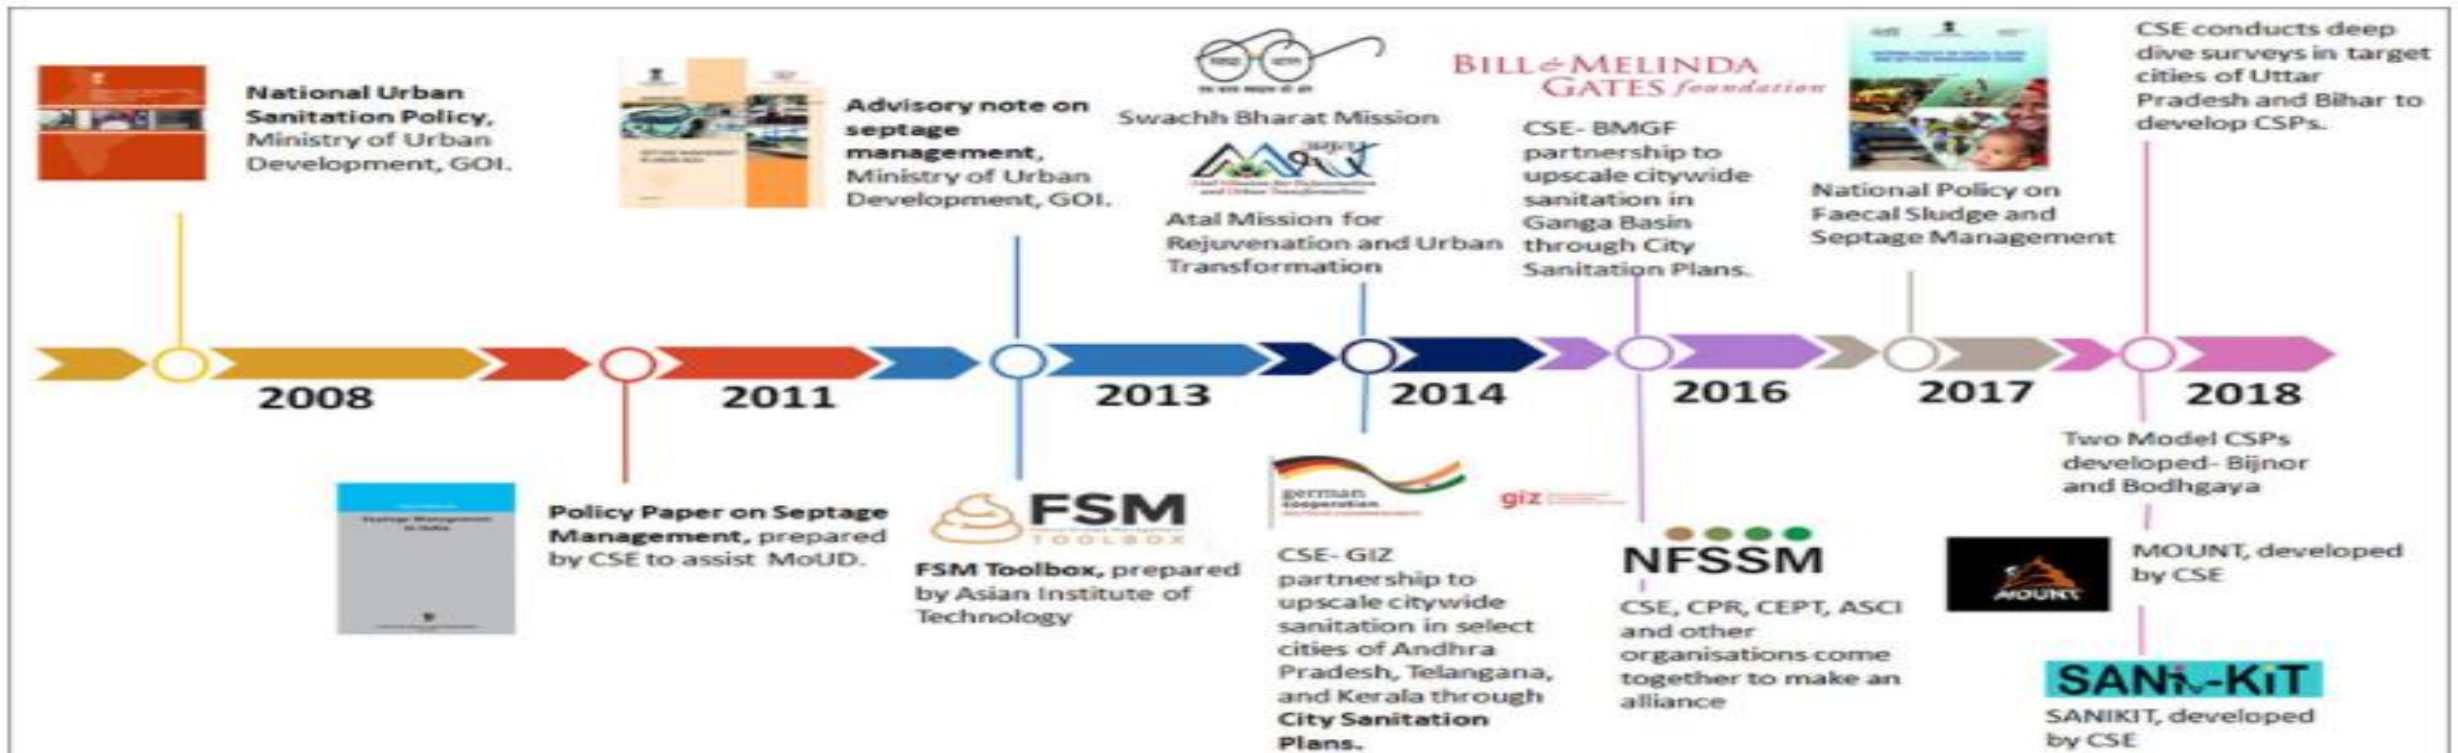 National Urban
Sanitation Policy,
Ministry of Urban
Development, GOI.
Advisory note on
septage
management,
Ministry of Urban
Development, GOI.
Swachh Bharat Mission
Atal Mission for
Rejuvenation and Urban
Transformation
BILL & MELINDA
GATES foundation
CSE- BMGF
partnership to
upscale citywide
sanitation in
Ganga Basin
through City
Sanitation Plans.
National Policy on
Faecal Sludge and
Septage Management
CSE conducts deep
dive surveys in target
cities of Uttar
Pradesh and Bihar to
develop CSPs.
2008
2011
2013
2014
2016
2017
2018
Septage Management
in India
Policy Paper on Septage
Management, prepared
by CSE to assist MoUD.
FSM
TOOLBOX
FSM Toolbox, prepared
by Asian Institute of
Technology
german
cooperation
giz
CSE- GIZ
partnership to
upscale citywide
sanitation in select
cities of Andhra
Pradesh, Telangana,
and Kerala through
City Sanitation
Plans.
NFSSM
CSE, CPR, CEPT, ASCI
and other
organisations come
together to make an
alliance
Two Model CSPs
developed- Bijnor
and Bodhgaya
MOUNT
MOUNT, developed
by CSE
SANi-KiT
SANIKIT, developed
by CSE